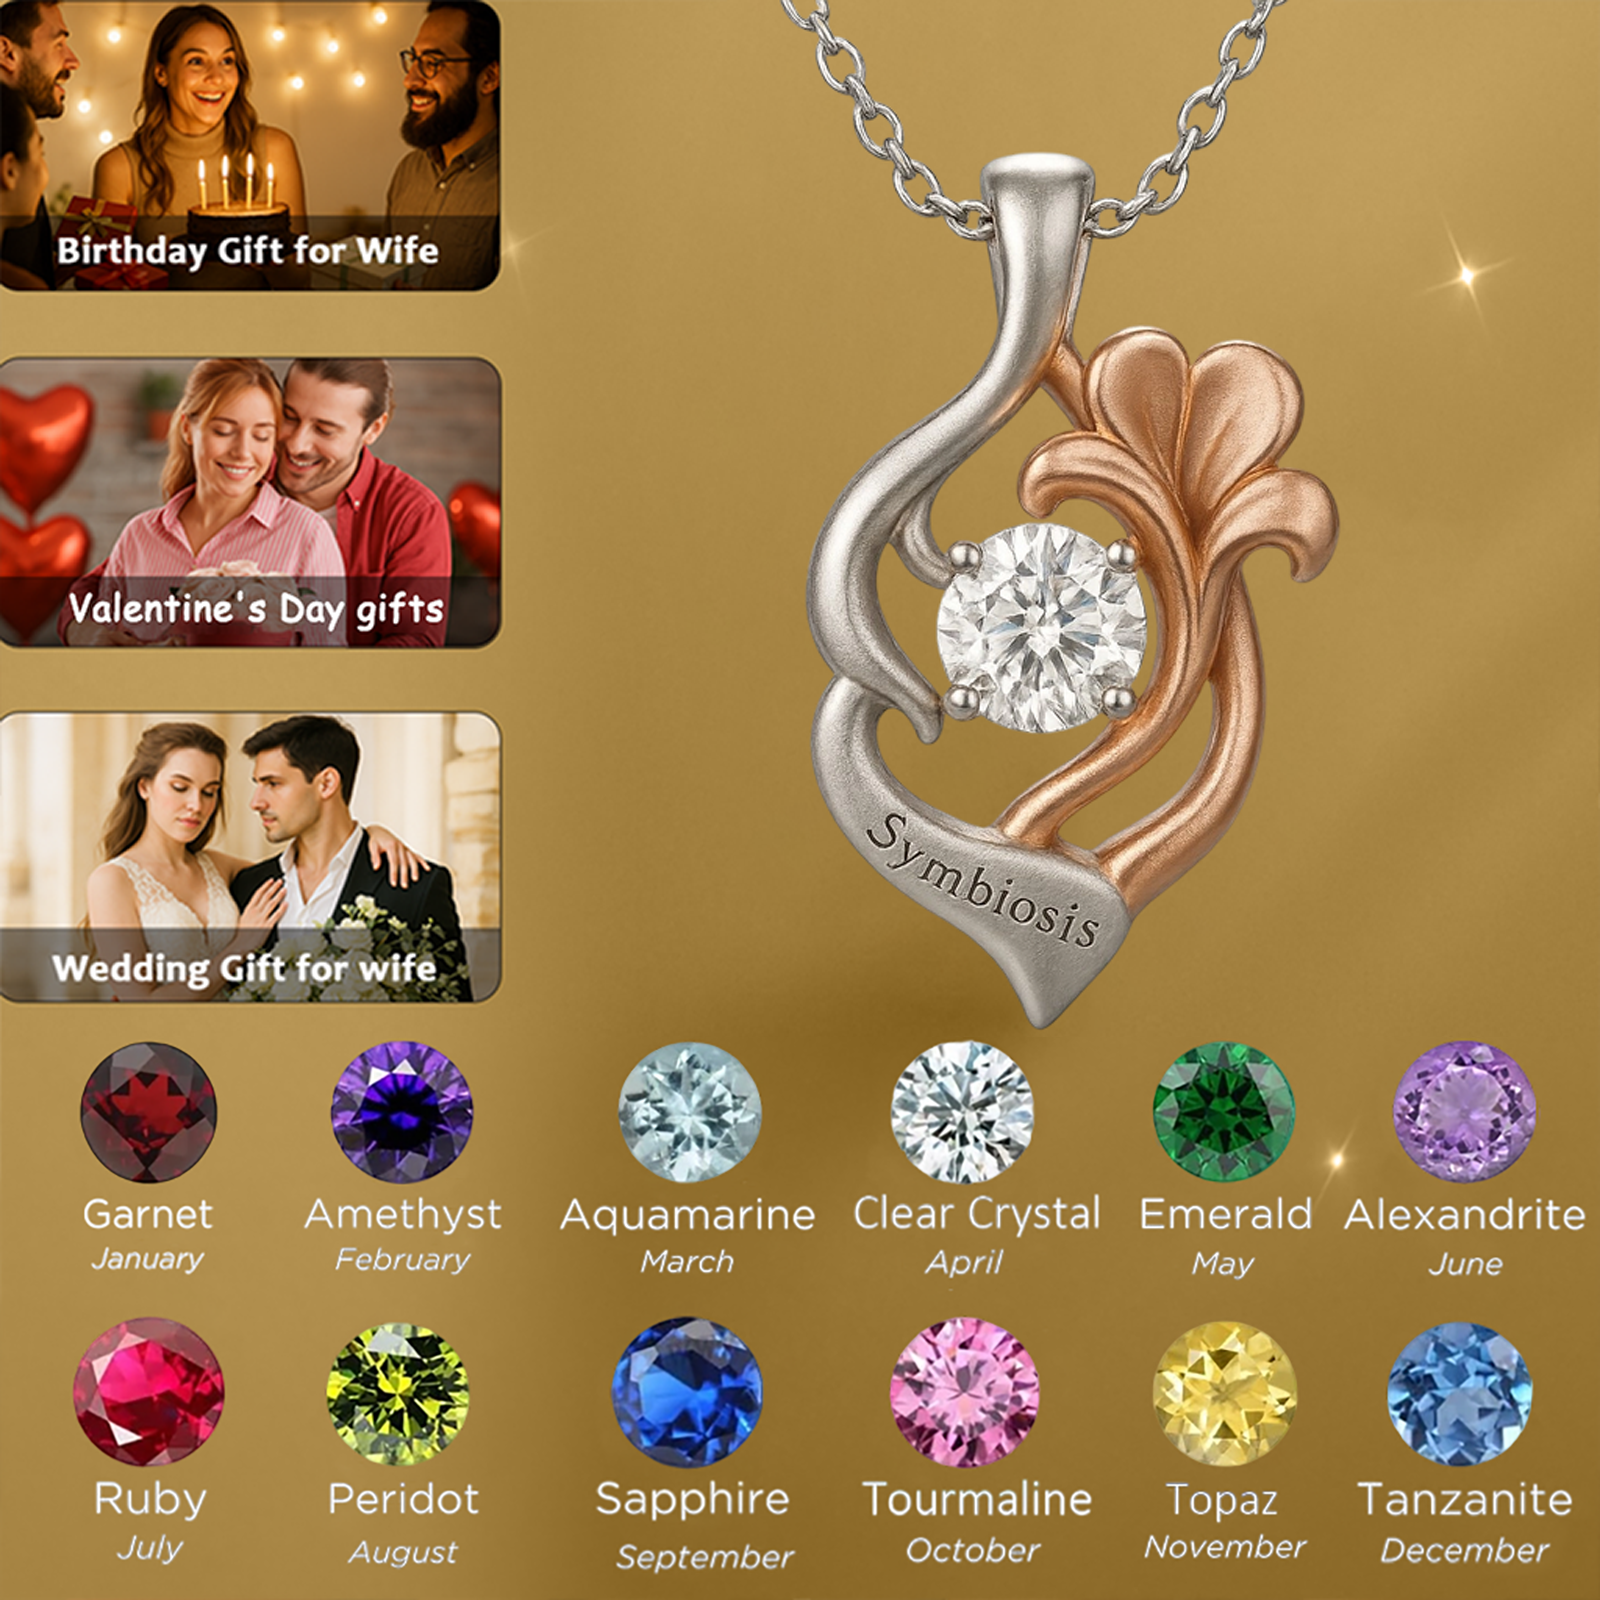 Birthday Gift for Wife
Valentine's Day gifts
Wedding Gift for wife
Symbiosis
Garnet
January
Amethyst
February
Aquamarine
March
Clear Crystal
April
Emerald
May
Alexandrite
June
Ruby
July
Peridot
August
Sapphire
September
Tourmaline
October
Topaz
November
Tanzanite
December